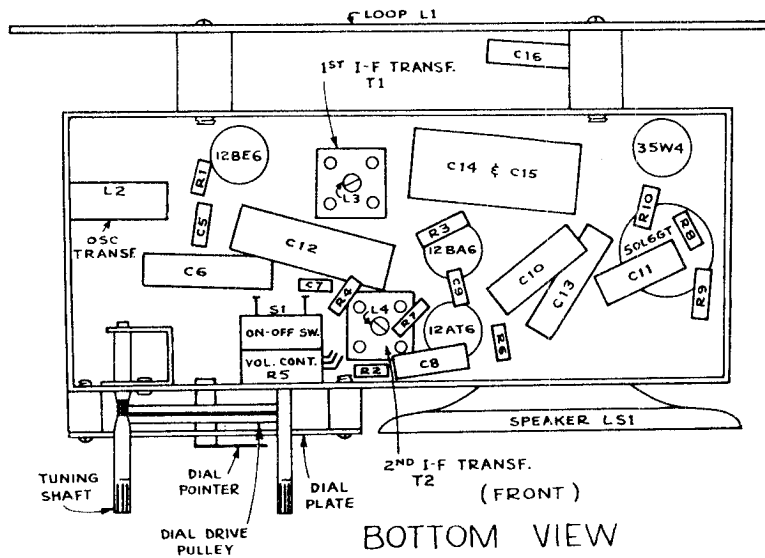 LOOP L1
C16
1ST I-F TRANSF.
T1
12BE6
35W4
L3
C14 & C15
R1
L2
R10
R3
R8
50L6GT
C5
OSC
TRANSF.
C12
12BA6
C10
C11
C6
C7
R4
C9
C13
R9
S1
L4
R7
ON-OFF SW.
12AT6
R6
VOL. CONT.
R5
R2
C8
SPEAKER LS1
TUNING
SHAFT
DIAL
POINTER
DIAL DRIVE
PULLEY
DIAL
PLATE
2ND I-F TRANSF.
T2
(FRONT)
BOTTOM VIEW